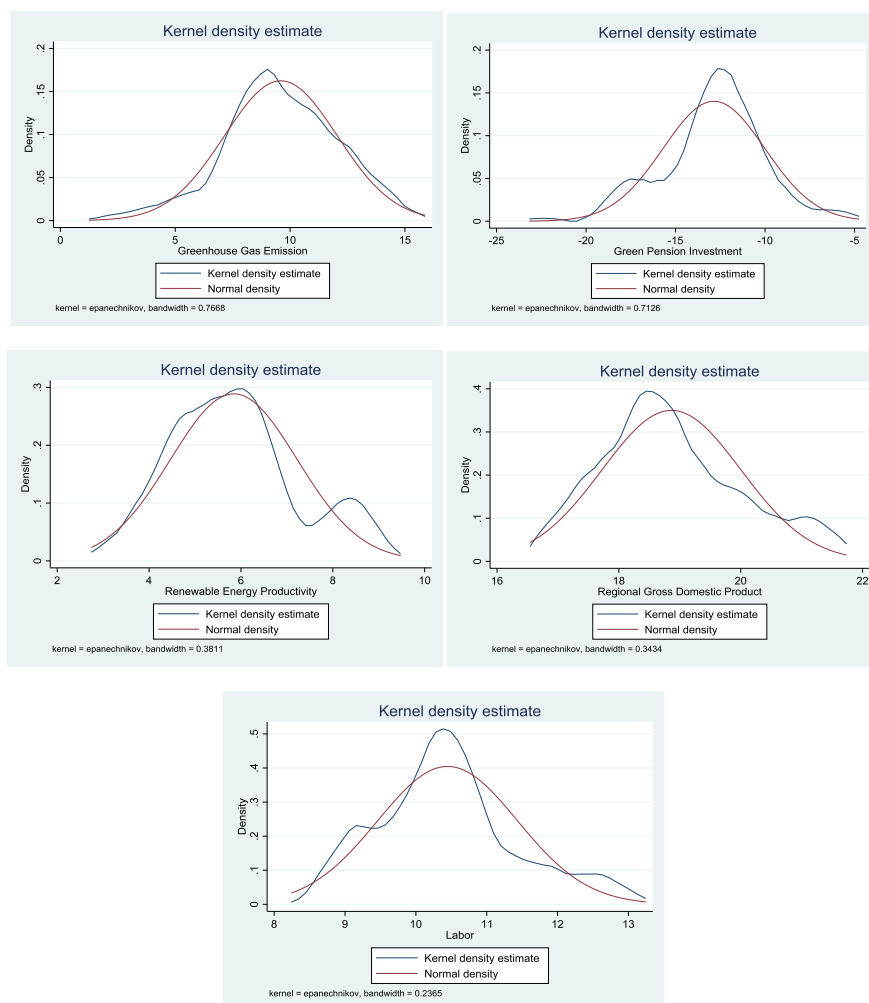 Kernel density estimate
.2
.15
.1
.05
0
Density
0 5 10 15
Greenhouse Gas Emission
Kernel density estimate
Normal density
kernel = epanechnikov, bandwidth = 0.7668
Kernel density estimate
.2
.15
.1
.05
0
Density
-25 -20 -15 -10 -5
Green Pension Investment
Kernel density estimate
Normal density
kernel = epanechnikov, bandwidth = 0.7126
Kernel density estimate
.3
.2
.1
0
Density
2 4 6 8 10
Renewable Energy Productivity
Kernel density estimate
Normal density
kernel = epanechnikov, bandwidth = 0.3811
Kernel density estimate
.4
.3
.2
.1
0
Density
16 18 20 22
Regional Gross Domestic Product
Kernel density estimate
Normal density
kernel = epanechnikov, bandwidth = 0.3434
Kernel density estimate
.5
.4
.3
.2
.1
0
Density
8 9 10 11 12 13
Labor
Kernel density estimate
Normal density
kernel = epanechnikov, bandwidth = 0.2365